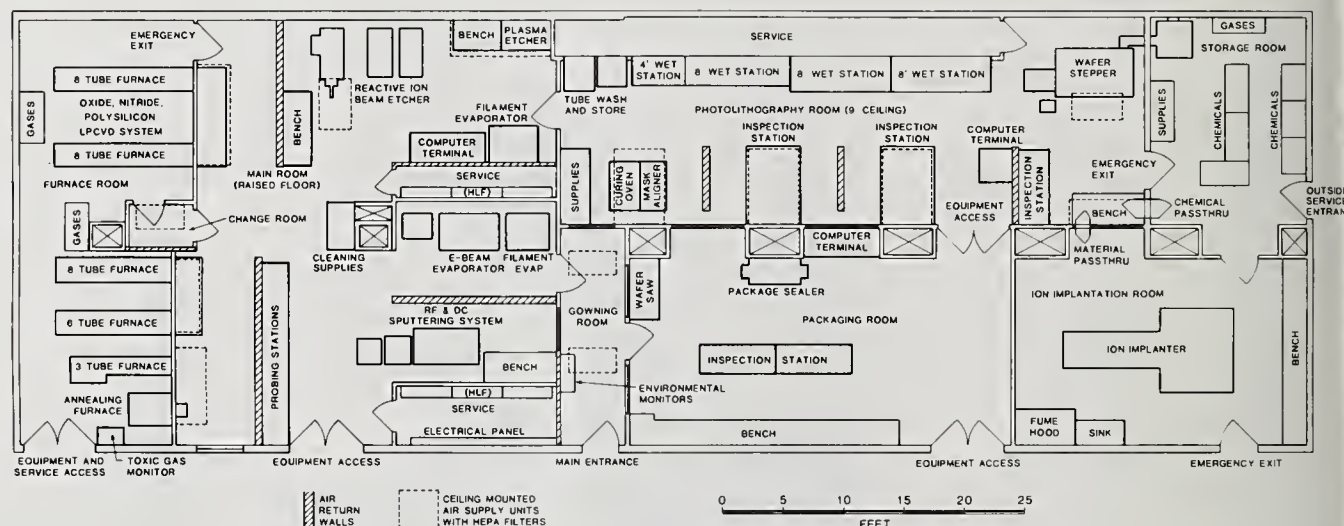 EMERGENCY
EXIT
8 TUBE FURNACE
OXIDE, NITRIDE,
POLYSILICON
LPCVD SYSTEM
8 TUBE FURNACE
GASES
FURNACE ROOM
GASES
CHANGE ROOM
8 TUBE FURNACE
6 TUBE FURNACE
3 TUBE FURNACE
ANNEALING
FURNACE
EQUIPMENT AND
SERVICE ACCESS
TOXIC GAS
MONITOR
BENCH
REACTIVE ION
BEAM ETCHER
BENCH
PLASMA
ETCHER
FILAMENT
EVAPORATOR
COMPUTER
TERMINAL
MAIN ROOM
(RAISED FLOOR)
SERVICE
(HLF)
CLEANING
SUPPLIES
E-BEAM
EVAPORATOR
FILAMENT
EVAP
RF & DC
SPUTTERING SYSTEM
BENCH
(HLF)
SERVICE
ELECTRICAL PANEL
PROBING STATIONS
EQUIPMENT ACCESS
SERVICE
TUBE WASH
AND STORE
4' WET
STATION
8 WET STATION
8 WET STATION
8' WET STATION
PHOTOLITHOGRAPHY ROOM (9 CEILING)
WAFER
STEPPER
SUPPLIES
CURING
OVEN
MASK
ALIGNER
INSPECTION
STATION
INSPECTION
STATION
COMPUTER
TERMINAL
INSPECTION
STATION
EQUIPMENT
ACCESS
EMERGENCY
EXIT
BENCH
CHEMICAL
PASSTHRU
MATERIAL
PASSTHRU
GASES
STORAGE ROOM
SUPPLIES
CHEMICALS
CHEMICALS
OUTSIDE
SERVICE
ENTRAN
GOWNING
ROOM
ENVIRONMENTAL
MONITORS
MAIN ENTRANCE
WAFER
SAW
PACKAGE SEALER
COMPUTER
TERMINAL
PACKAGING ROOM
INSPECTION STATION
BENCH
EQUIPMENT ACCESS
ION IMPLANTATION ROOM
ION IMPLANTER
BENCH
FUME
HOOD
SINK
EMERGENCY EXIT
AIR
RETURN
WALLS
CEILING MOUNTED
AIR SUPPLY UNITS
WITH HEPA FILTERS
0 5 10 15 20 25
FEET